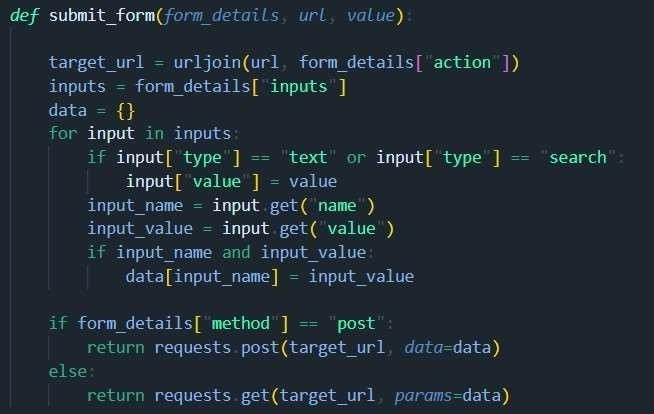 def submit_form(form_details, url, value):
target_url = urljoin(url, form_details["action"])
inputs = form_details["inputs"]
data = {}
for input in inputs:
if input["type"] == "text" or input["type"] == "search":
input["value"] = value
input_name = input.get("name")
input_value = input.get("value")
if input_name and input_value:
data[input_name] = input_value
if form_details["method"] == "post":
return requests.post(target_url, data=data)
else:
return requests.get(target_url, params=data)